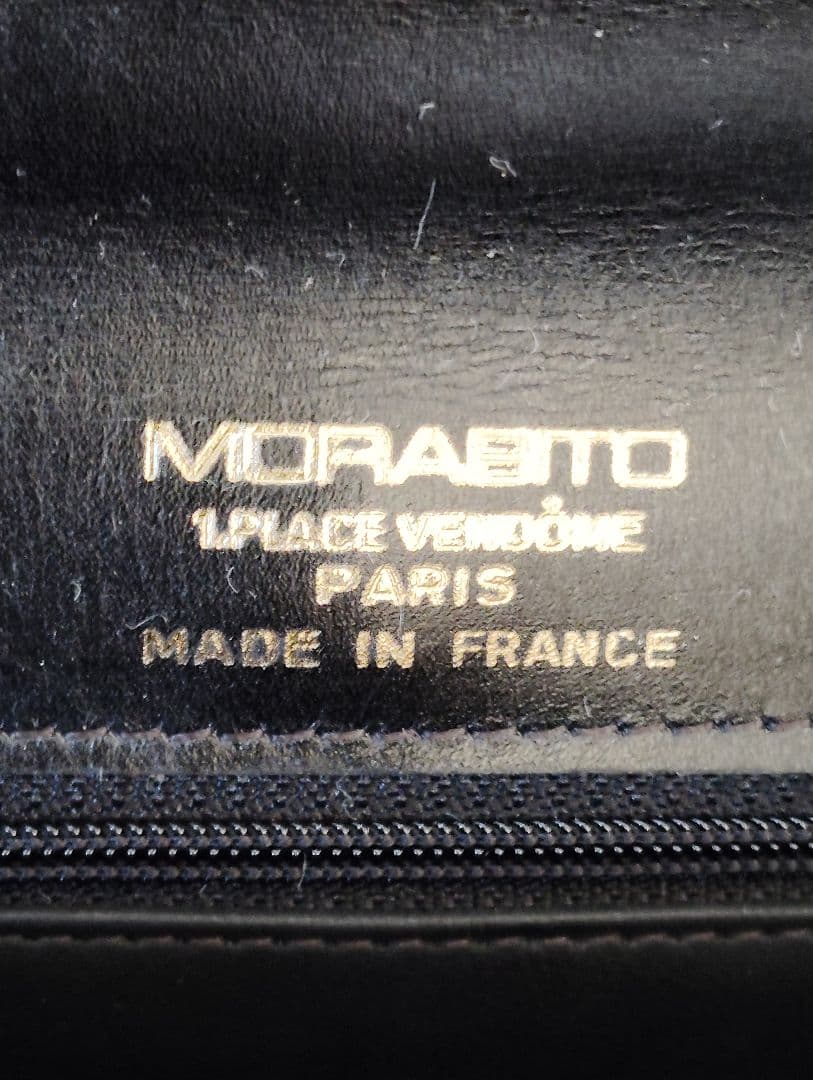 MORABITO
1.PLACE VENDÔME
PARIS
MADE IN FRANCE